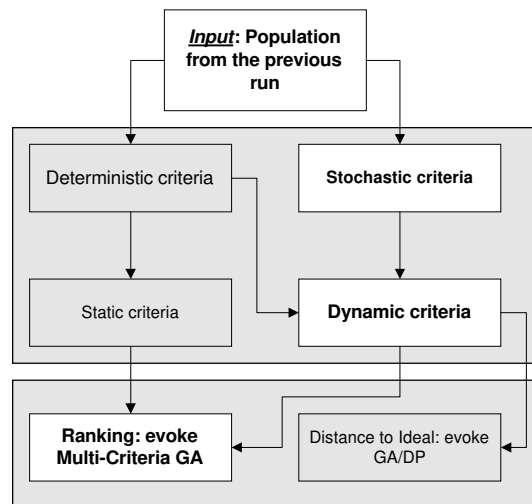 Input: Population
from the previous
run
Deterministic criteria
Stochastic criteria
Static criteria
Dynamic criteria
Ranking: evoke
Multi-Criteria GA
Distance to Ideal: evoke
GA/DP